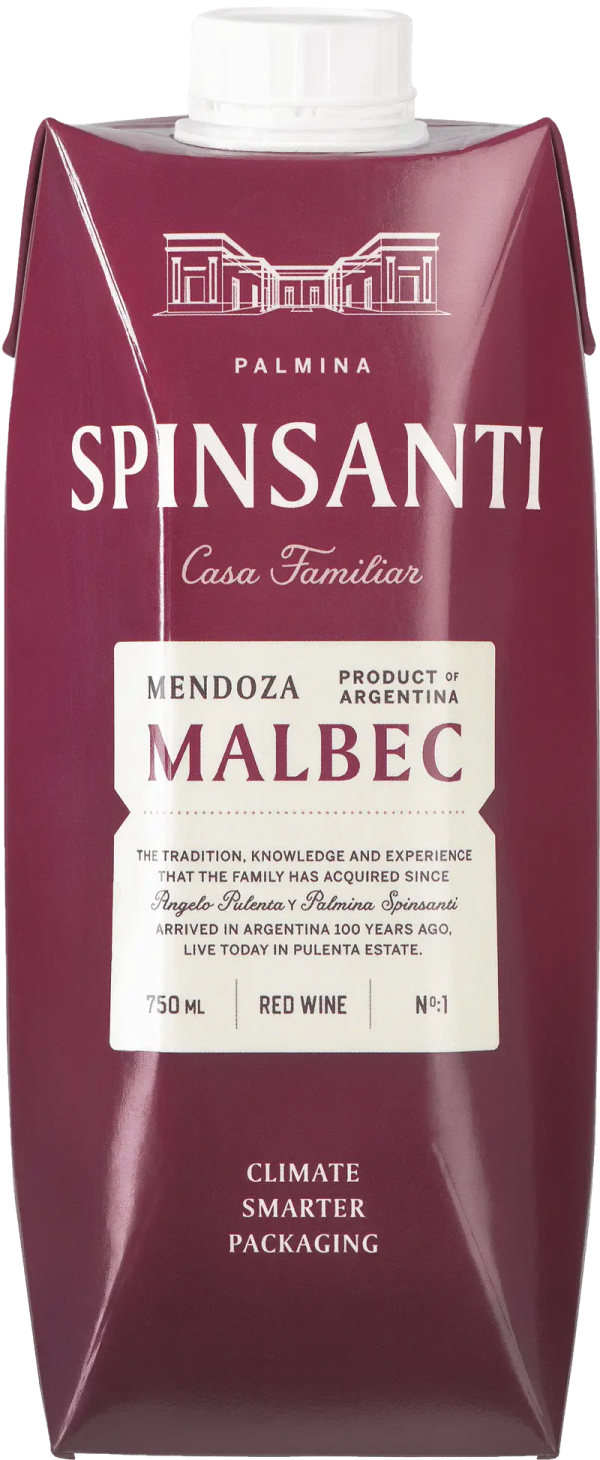 PALMINA
SPINSANTI
Casa Familiar
MENDOZA
PRODUCT OF
ARGENTINA
MALBEC
THE TRADITION, KNOWLEDGE AND EXPERIENCE
THAT THE FAMILY HAS ACQUIRED SINCE
Angelo Pulenta Y Palmina Spinsanti
ARRIVED IN ARGENTINA 100 YEARS AGO,
LIVE TODAY IN PULENTA ESTATE.
750 ML
RED WINE
Nº:1
CLIMATE
SMARTER
PACKAGING